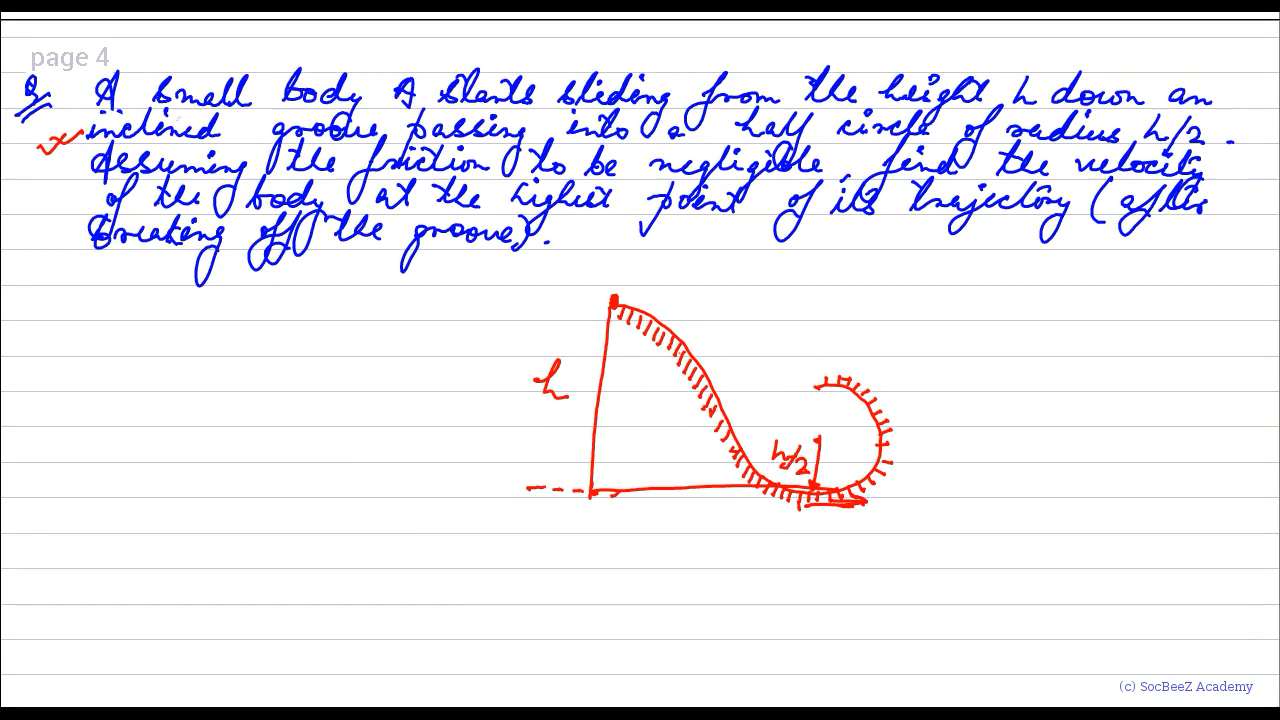 page 4
Q A small body A starts sliding from the height h down an
inclined groove passing into a half circle of radius h/2.
Assuming the friction to be negligible, find the velocity
of the body at the highest point of its trajectory (after
breaking off the groove).
h
h/2
(c) SocBeeZ Academy